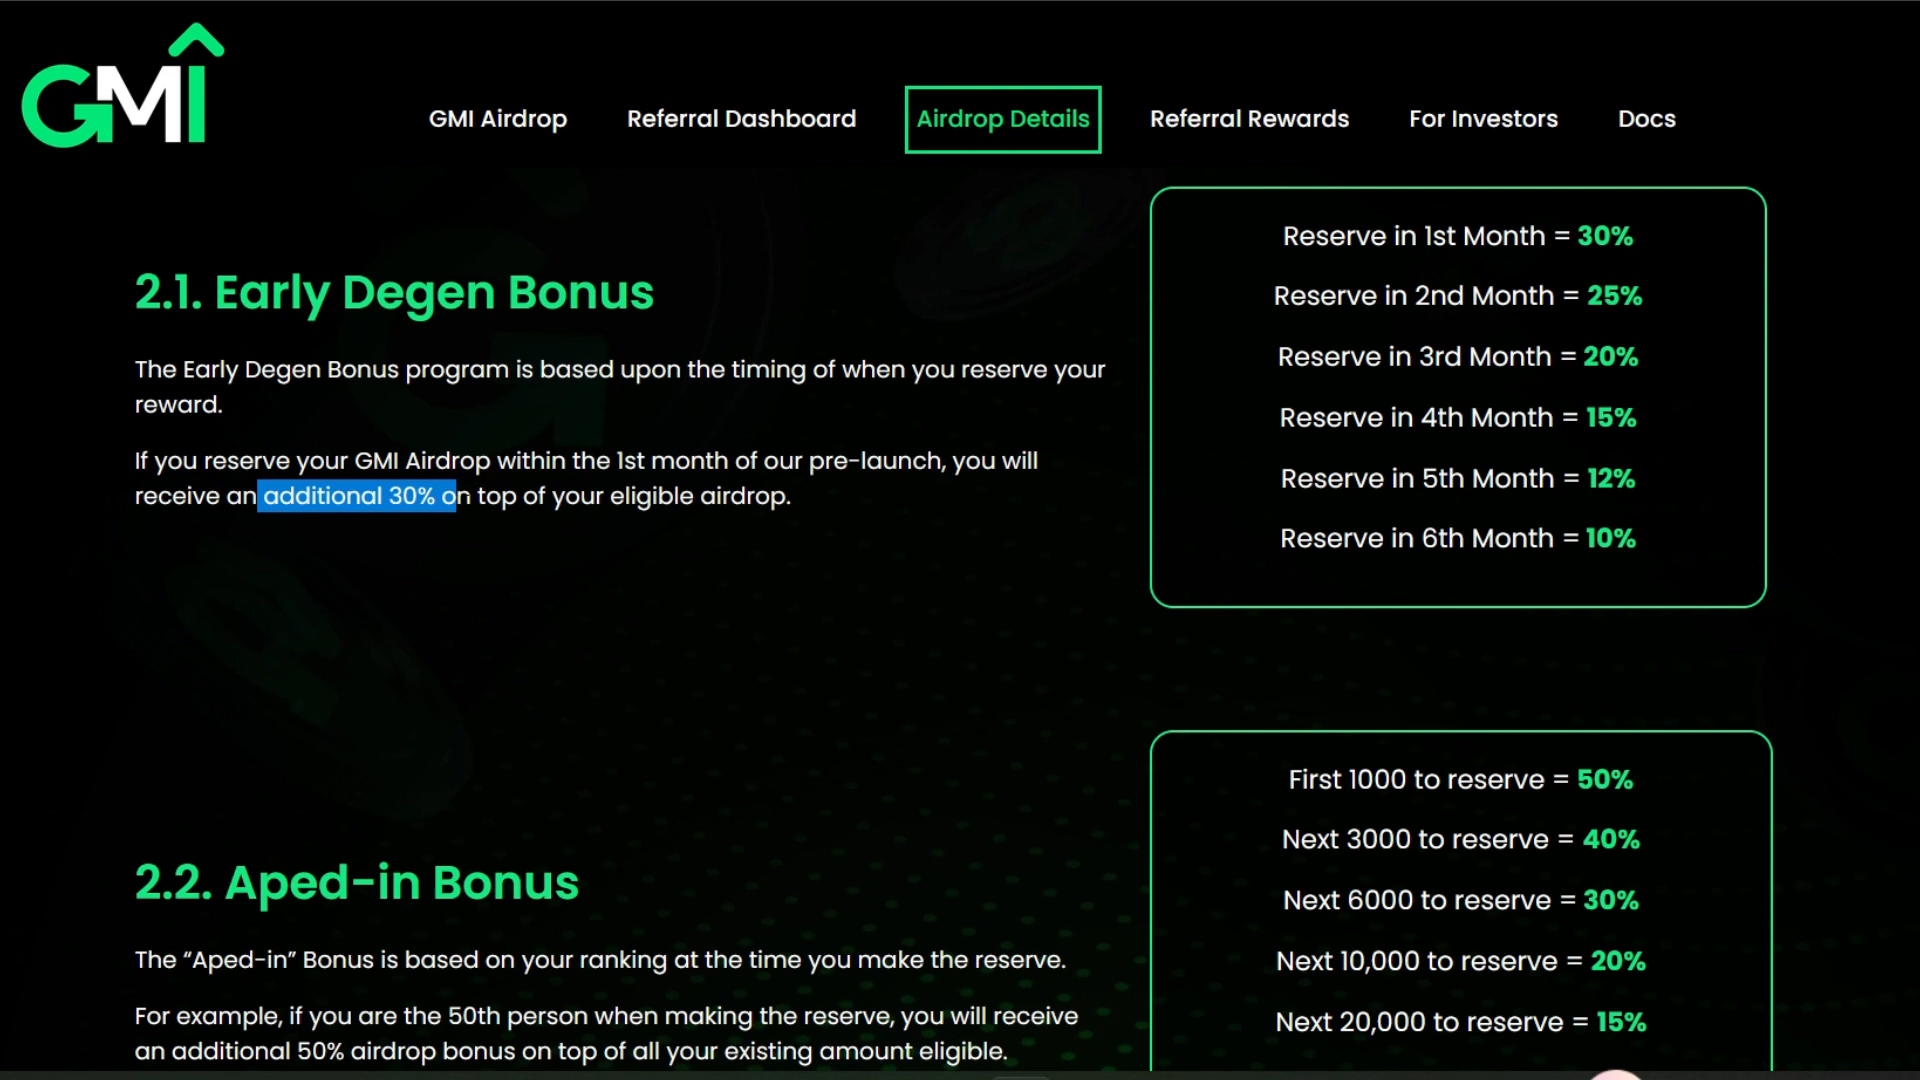 GMI
GMI Airdrop
Referral Dashboard
Airdrop Details
Referral Rewards
For Investors
Docs
2.1. Early Degen Bonus
The Early Degen Bonus program is based upon the timing of when you reserve your
reward.
If you reserve your GMI Airdrop within the 1st month of our pre-launch, you will
receive an additional 30% on top of your eligible airdrop.
Reserve in 1st Month = 30%
Reserve in 2nd Month = 25%
Reserve in 3rd Month = 20%
Reserve in 4th Month = 15%
Reserve in 5th Month = 12%
Reserve in 6th Month = 10%
2.2. Aped-in Bonus
The “Aped-in” Bonus is based on your ranking at the time you make the reserve.
For example, if you are the 50th person when making the reserve, you will receive
an additional 50% airdrop bonus on top of all your existing amount eligible.
First 1000 to reserve = 50%
Next 3000 to reserve = 40%
Next 6000 to reserve = 30%
Next 10,000 to reserve = 20%
Next 20,000 to reserve = 15%